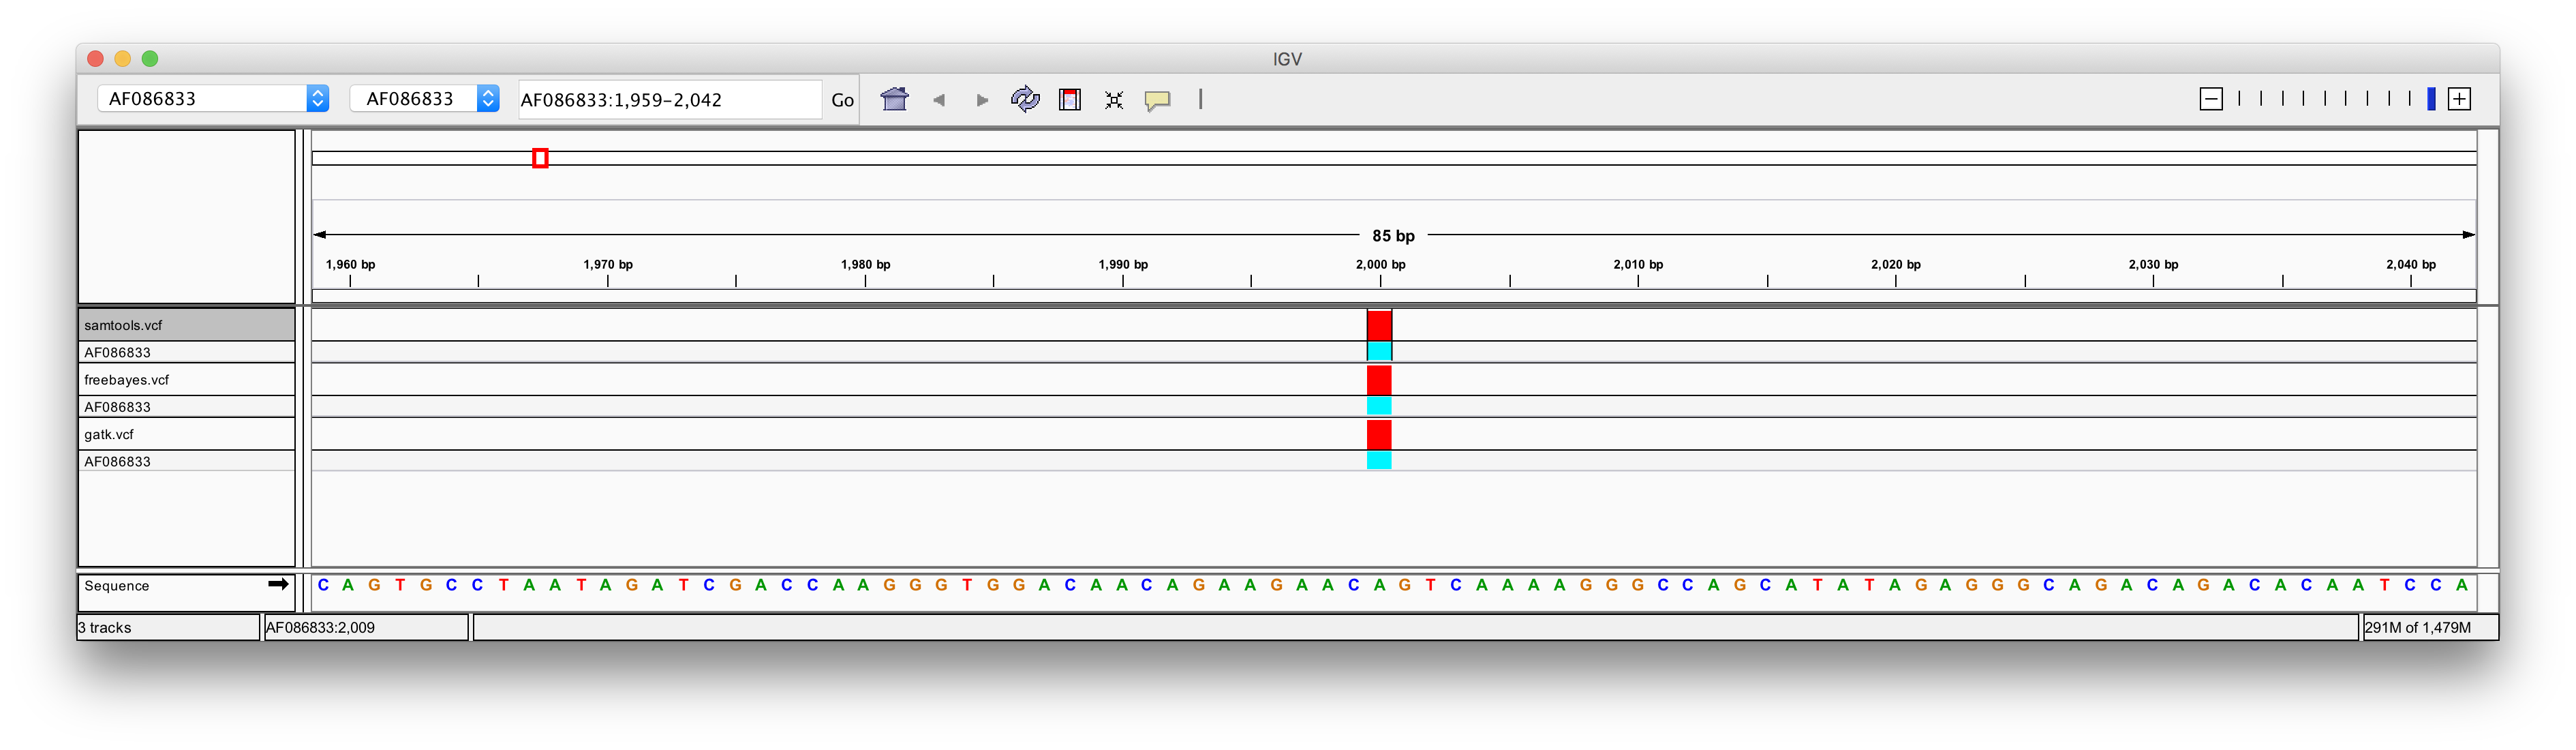 IGV
AF086833 AF086833 AF086833:1,959-2,042 Go
85 bp
1,960 bp 1,970 bp 1,980 bp 1,990 bp 2,000 bp 2,010 bp 2,020 bp 2,030 bp 2,040 bp
samtools.vcf
AF086833
freebayes.vcf
AF086833
gatk.vcf
AF086833
Sequence C A G T G C C T A A T A G A T C G A C C A A G G G T G G A C A A C A G A A G A A C A G T C A A A A G G G C C A G C A T A T A G A G G G C A G A C A G A C A C A A T C C A
3 tracks AF086833:2,009 291M of 1,479M